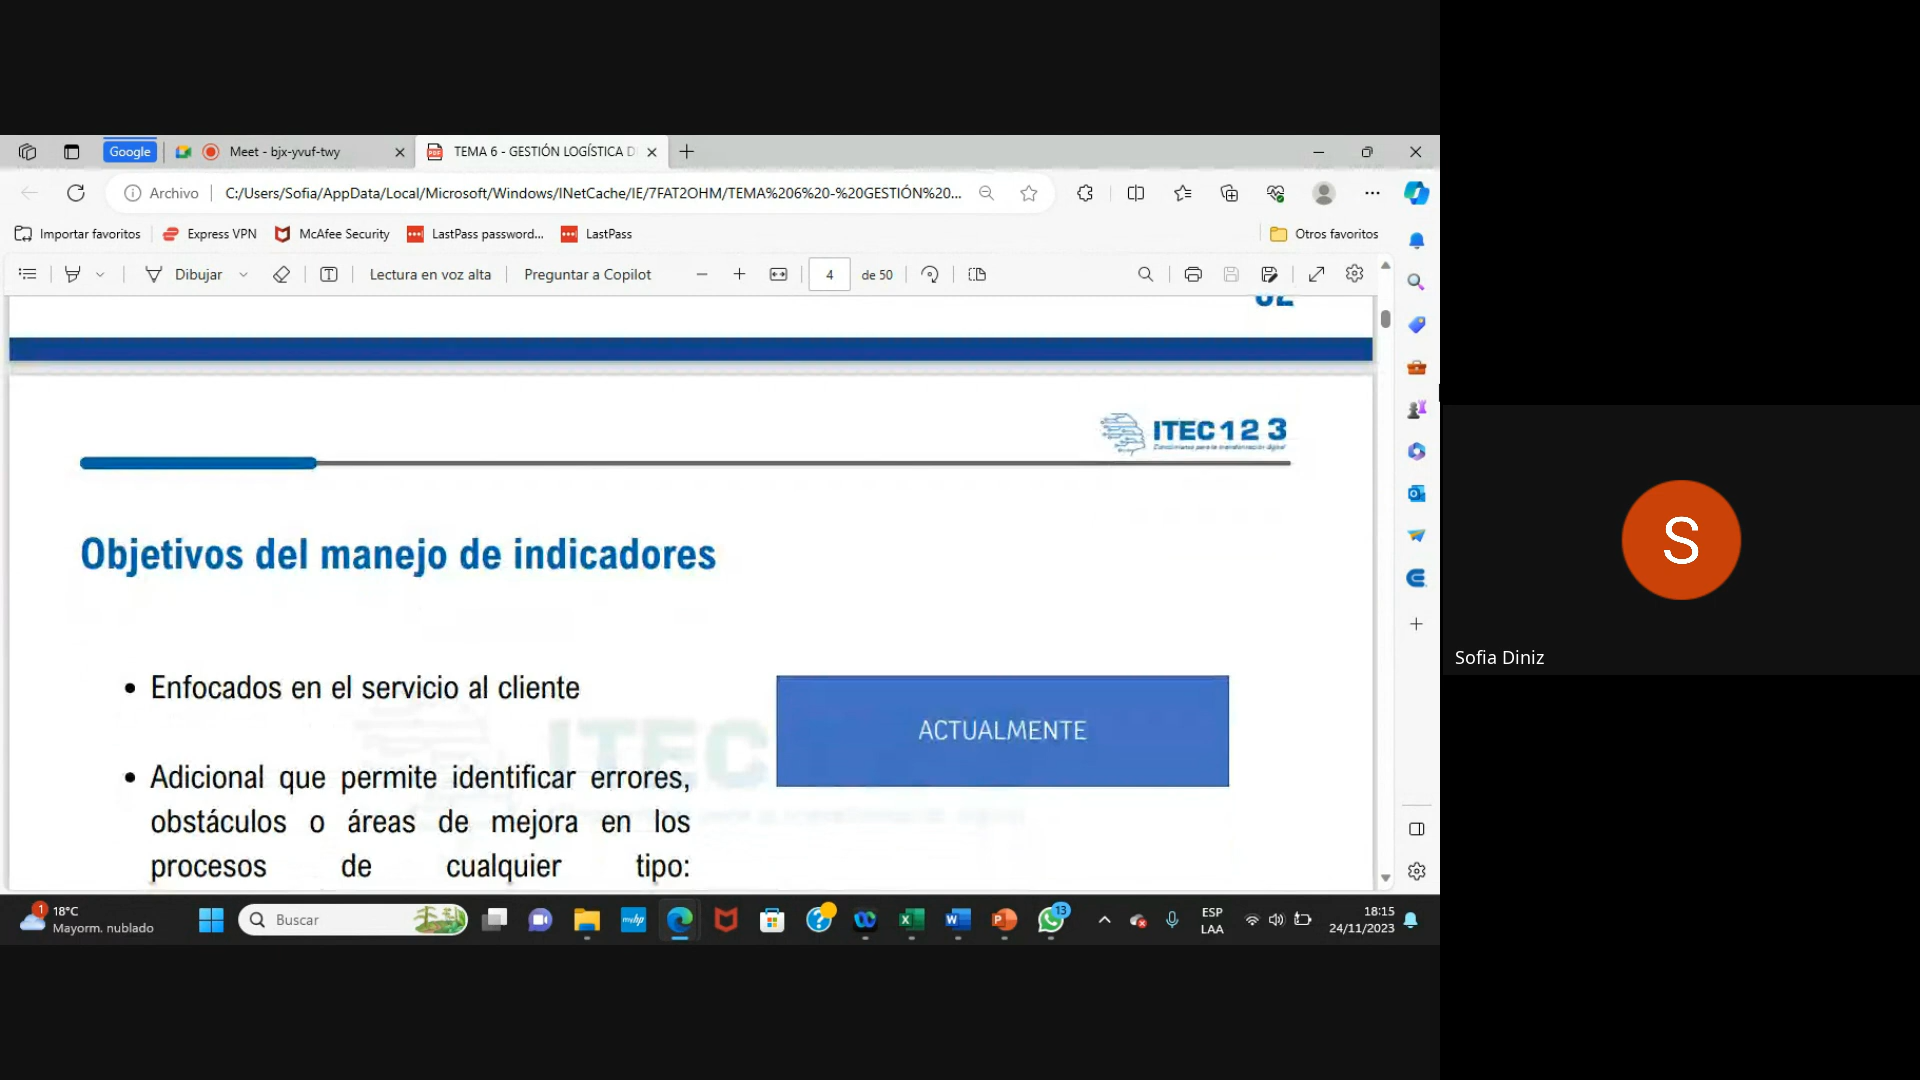 Google
Meet - bjx-yvuf-twy
TEMA 6 - GESTIÓN LOGÍSTICA D
Archivo
C:/Users/Sofia/AppData/Local/Microsoft/Windows/INetCache/IE/7FAT2OHM/TEMA%206%20-%20GESTIÓN%20...
Importar favoritos
Express VPN
McAfee Security
LastPass password...
LastPass
Otros favoritos
Dibujar
Lectura en voz alta
Preguntar a Copilot
4
de 50
ITEC 1 2 3
Objetivos del manejo de indicadores
• Enfocados en el servicio al cliente
ACTUALMENTE
• Adicional que permite identificar errores,
obstáculos o áreas de mejora en los
procesos de cualquier tipo:
S
Sofia Diniz
1
18°C
Mayorm. nublado
Buscar
myhp
13
ESP
LAA
18:15
24/11/2023